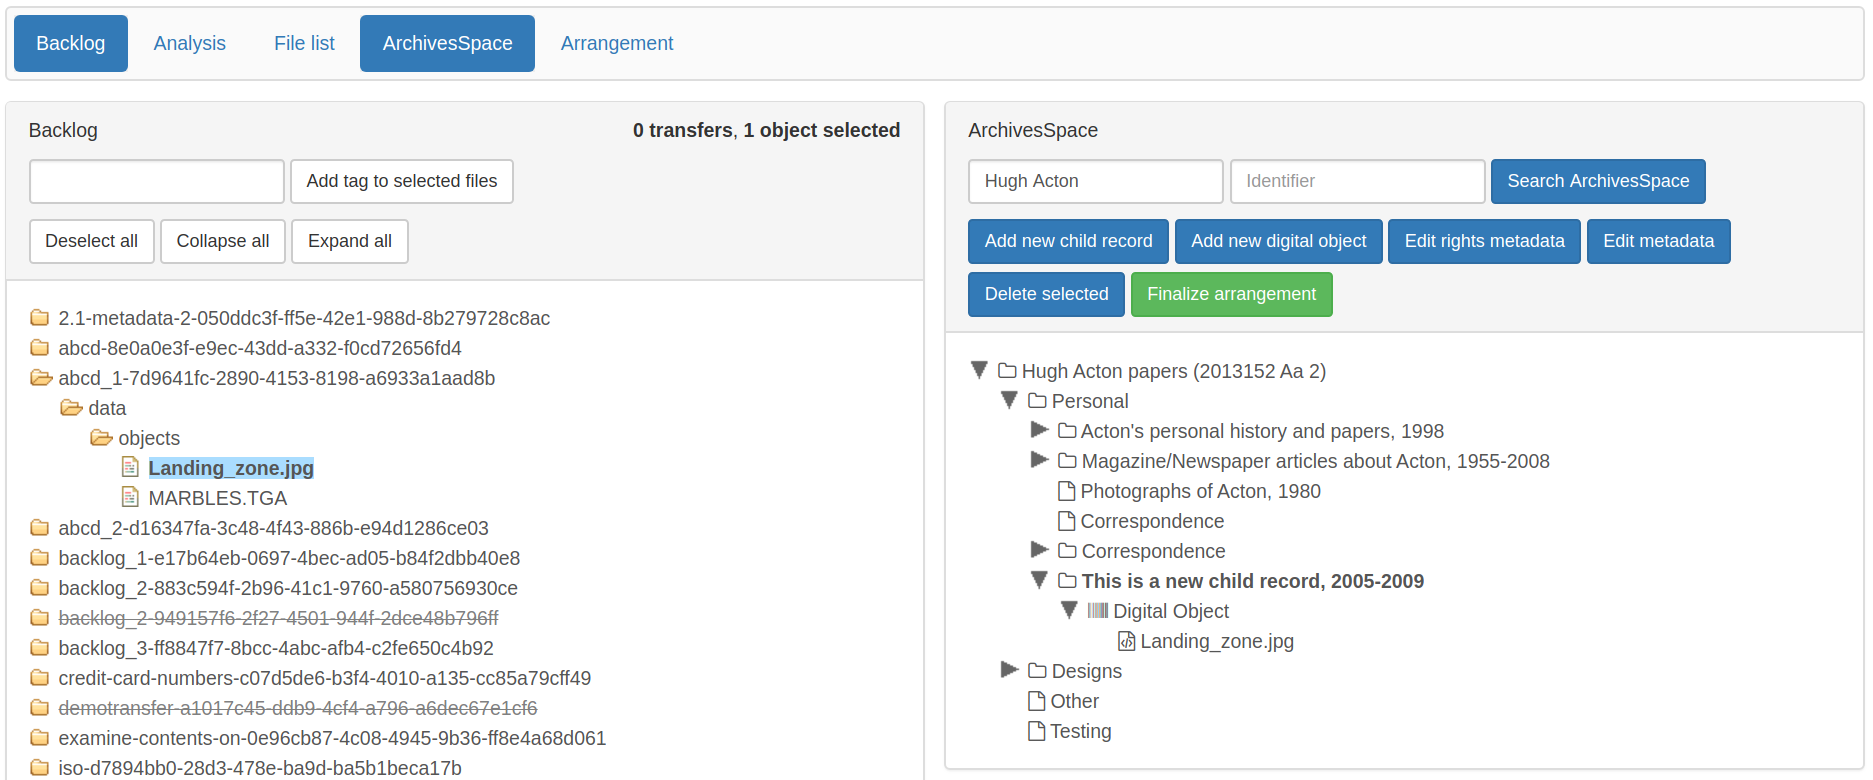 Backlog Analysis File list ArchivesSpace Arrangement
Backlog 0 transfers, 1 object selected
Add tag to selected files
Deselect all Collapse all Expand all
2.1-metadata-2-050ddc3f-ff5e-42e1-988d-8b279728c8ac
abcd-8e0a0e3f-e9ec-43dd-a332-f0cd72656fd4
abcd_1-7d9641fc-2890-4153-8198-a6933a1aad8b
data
objects
Landing_zone.jpg
MARBLES.TGA
abcd_2-d16347fa-3c48-4f43-886b-e94d1286ce03
backlog_1-e17b64eb-0697-4bec-ad05-b84f2dbb40e8
backlog_2-883c594f-2b96-41c1-9760-a580756930ce
backlog_2-949157f6-2f27-4501-944f-2dce48b796ff
backlog_3-ff8847f7-8bcc-4abc-afb4-c2fe650c4b92
credit-card-numbers-c07d5de6-b3f4-4010-a135-cc85a79cff49
demotransfer-a1017c45-ddb9-4cf4-a796-a6dec67e1cf6
examine-contents-on-0e96cb87-4c08-4945-9b36-ff8e4a68d061
iso-d7894bb0-28d3-478e-ba9d-ba5b1beca17b
ArchivesSpace
Hugh Acton Identifier Search ArchivesSpace
Add new child record Add new digital object Edit rights metadata Edit metadata
Delete selected Finalize arrangement
Hugh Acton papers (2013152 Aa 2)
Personal
Acton's personal history and papers, 1998
Magazine/Newspaper articles about Acton, 1955-2008
Photographs of Acton, 1980
Correspondence
Correspondence
This is a new child record, 2005-2009
Digital Object
Landing_zone.jpg
Designs
Other
Testing